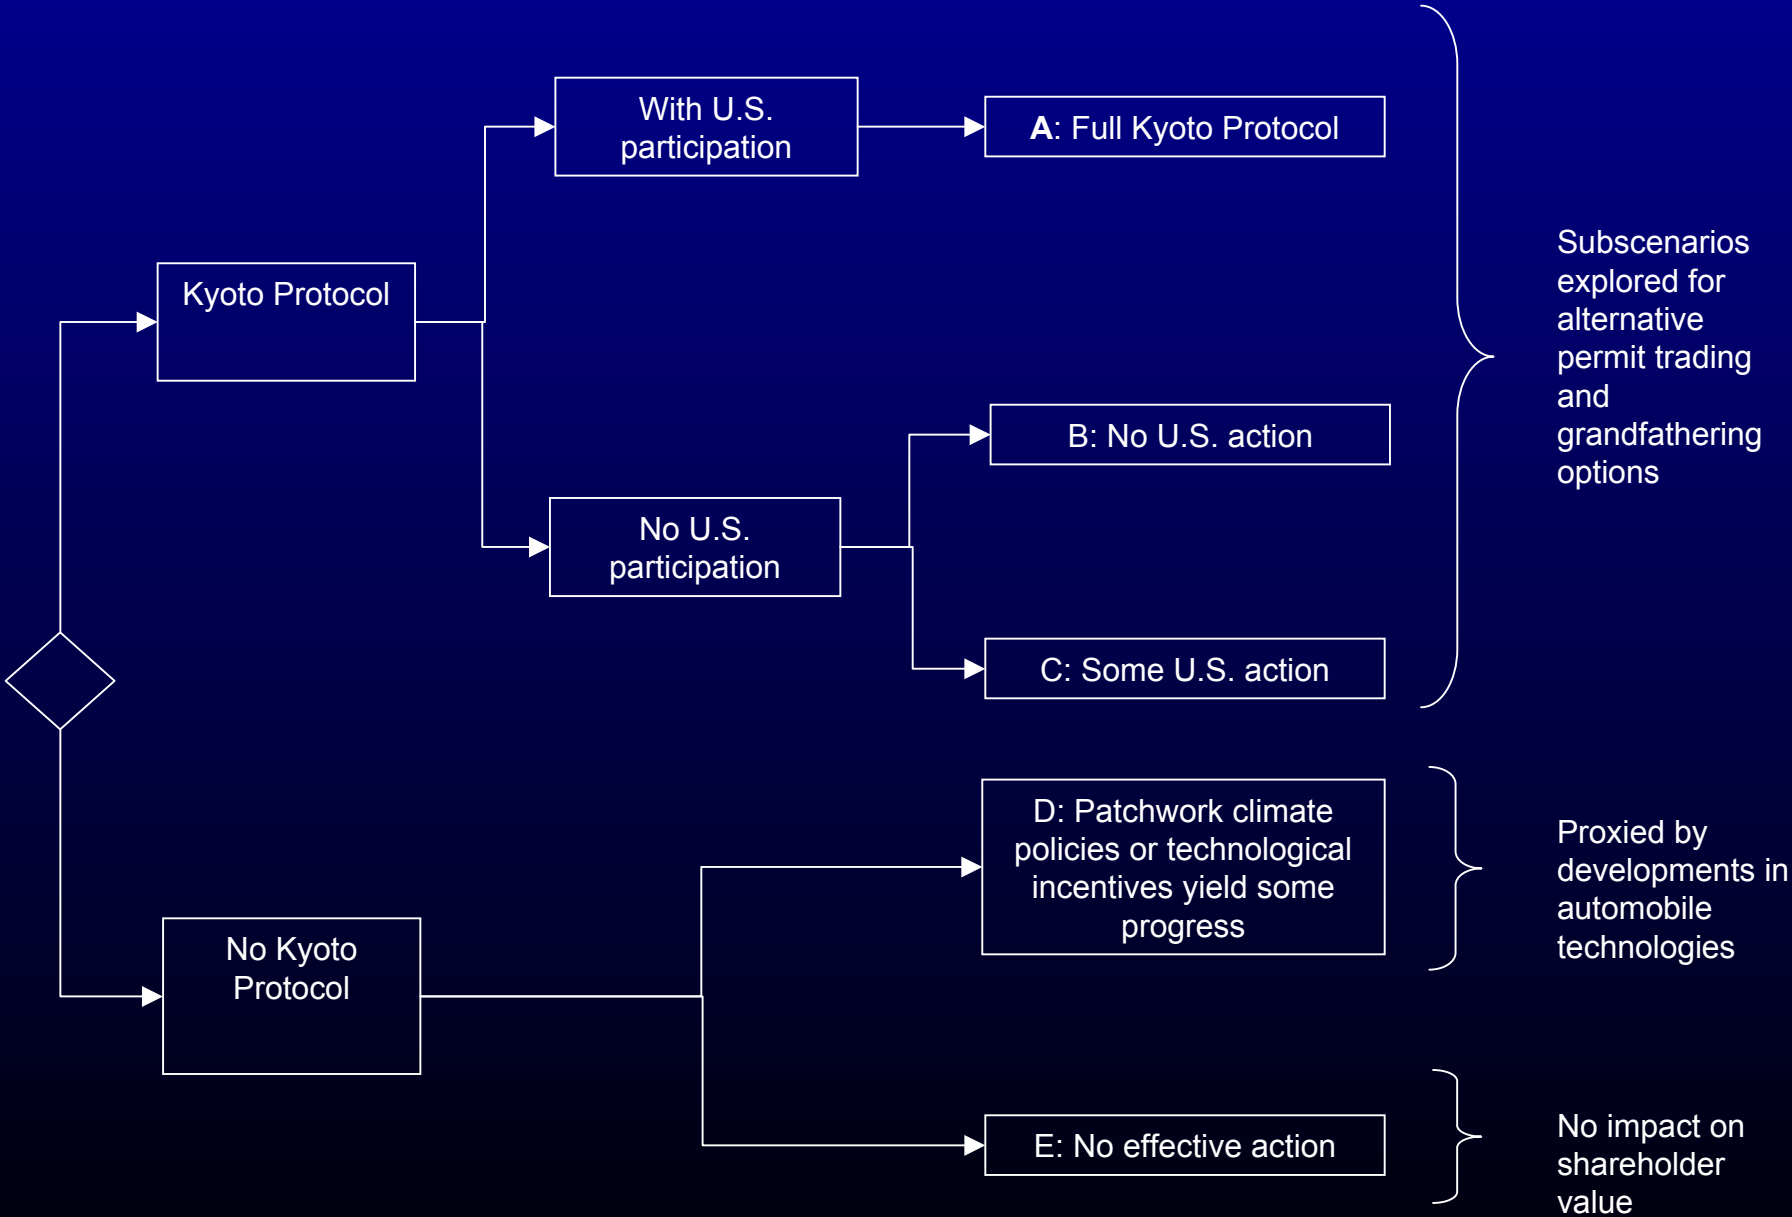 With U.S.
participation
A: Full Kyoto Protocol
Kyoto Protocol
Subscenarios
explored for
alternative
permit trading
and
grandfathering
options
B: No U.S. action
No U.S.
participation
C: Some U.S. action
D: Patchwork climate
policies or technological
incentives yield some
progress
Proxied by
developments in
automobile
technologies
No Kyoto
Protocol
E: No effective action
No impact on
shareholder
value